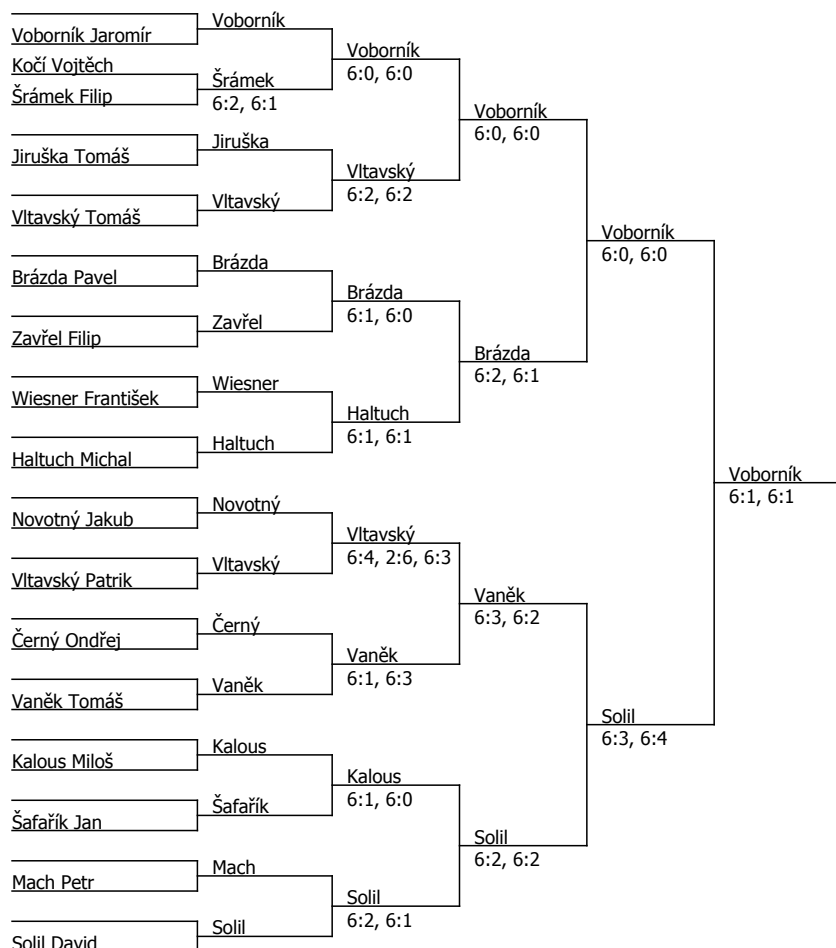 Voborník
Voborník Jaromír
Voborník
6:0, 6:0
Kočí Vojtěch
Šrámek
6:2, 6:1
Šrámek Filip
Voborník
6:0, 6:0
Jiruška
Jiruška Tomáš
Vltavský
6:2, 6:2
Vltavský
Vltavský Tomáš
Voborník
6:0, 6:0
Brázda
Brázda Pavel
Brázda
6:1, 6:0
Zavřel
Zavřel Filip
Brázda
6:2, 6:1
Wiesner
Wiesner František
Haltuch
6:1, 6:1
Haltuch
Haltuch Michal
Voborník
6:1, 6:1
Novotný
Novotný Jakub
Vltavský
6:4, 2:6, 6:3
Vltavský
Vltavský Patrik
Vaněk
6:3, 6:2
Černý
Černý Ondřej
Vaněk
6:1, 6:3
Vaněk
Vaněk Tomáš
Solil
6:3, 6:4
Kalous
Kalous Miloš
Kalous
6:1, 6:0
Šafařík
Šafařík Jan
Solil
6:2, 6:2
Mach
Mach Petr
Solil
6:2, 6:1
Solil
Solil David